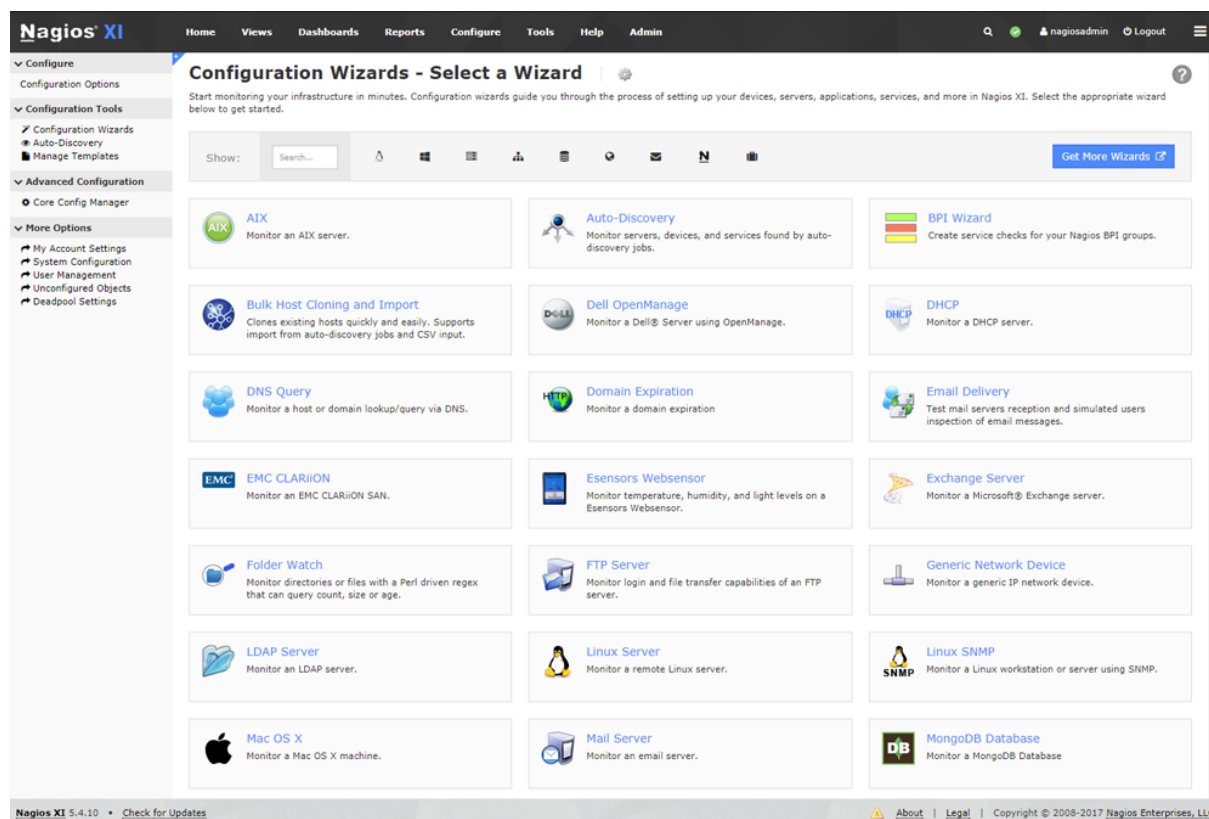 Nagios® XI
Home Views Dashboards Reports Configure Tools Help Admin nagiosadmin Logout
Configure
Configuration Options
Configuration Tools
Configuration Wizards
Auto-Discovery
Manage Templates
Advanced Configuration
Core Config Manager
More Options
My Account Settings
System Configuration
User Management
Unconfigured Objects
Deadpool Settings
Configuration Wizards - Select a Wizard
?
Start monitoring your infrastructure in minutes. Configuration wizards guide you through the process of setting up your devices, servers, applications, services, and more in Nagios XI. Select the appropriate wizard
below to get started.
Show: Search... N Get More Wizards
AIX
AIX
Monitor an AIX server.
Auto-Discovery
Monitor servers, devices, and services found by auto-
discovery jobs.
BPI Wizard
Create service checks for your Nagios BPI groups.
Bulk Host Cloning and Import
Clones existing hosts quickly and easily. Supports
import from auto-discovery jobs and CSV input.
DELL
Dell OpenManage
Monitor a Dell® Server using OpenManage.
DHCP
DHCP
Monitor a DHCP server.
DNS Query
Monitor a host or domain lookup/query via DNS.
HTTP
Domain Expiration
Monitor a domain expiration
Email Delivery
Test mail servers reception and simulated users
inspection of email messages.
EMC²
EMC CLARiiON
Monitor an EMC CLARiiON SAN.
Esensors Websensor
Monitor temperature, humidity, and light levels on a
Esensors Websensor.
Exchange Server
Monitor a Microsoft® Exchange server.
Folder Watch
Monitor directories or files with a Perl driven regex
that can query count, size or age.
FTP Server
Monitor login and file transfer capabilities of an FTP
server.
Generic Network Device
Monitor a generic IP network device.
LDAP Server
Monitor an LDAP server.
Linux Server
Monitor a remote Linux server.
SNMP
Linux SNMP
Monitor a Linux workstation or server using SNMP.
Mac OS X
Monitor a Mac OS X machine.
Mail Server
Monitor an email server.
DB
MongoDB Database
Monitor a MongoDB Database
Nagios XI 5.4.10 • Check for Updates About | Legal | Copyright © 2008-2017 Nagios Enterprises, LL